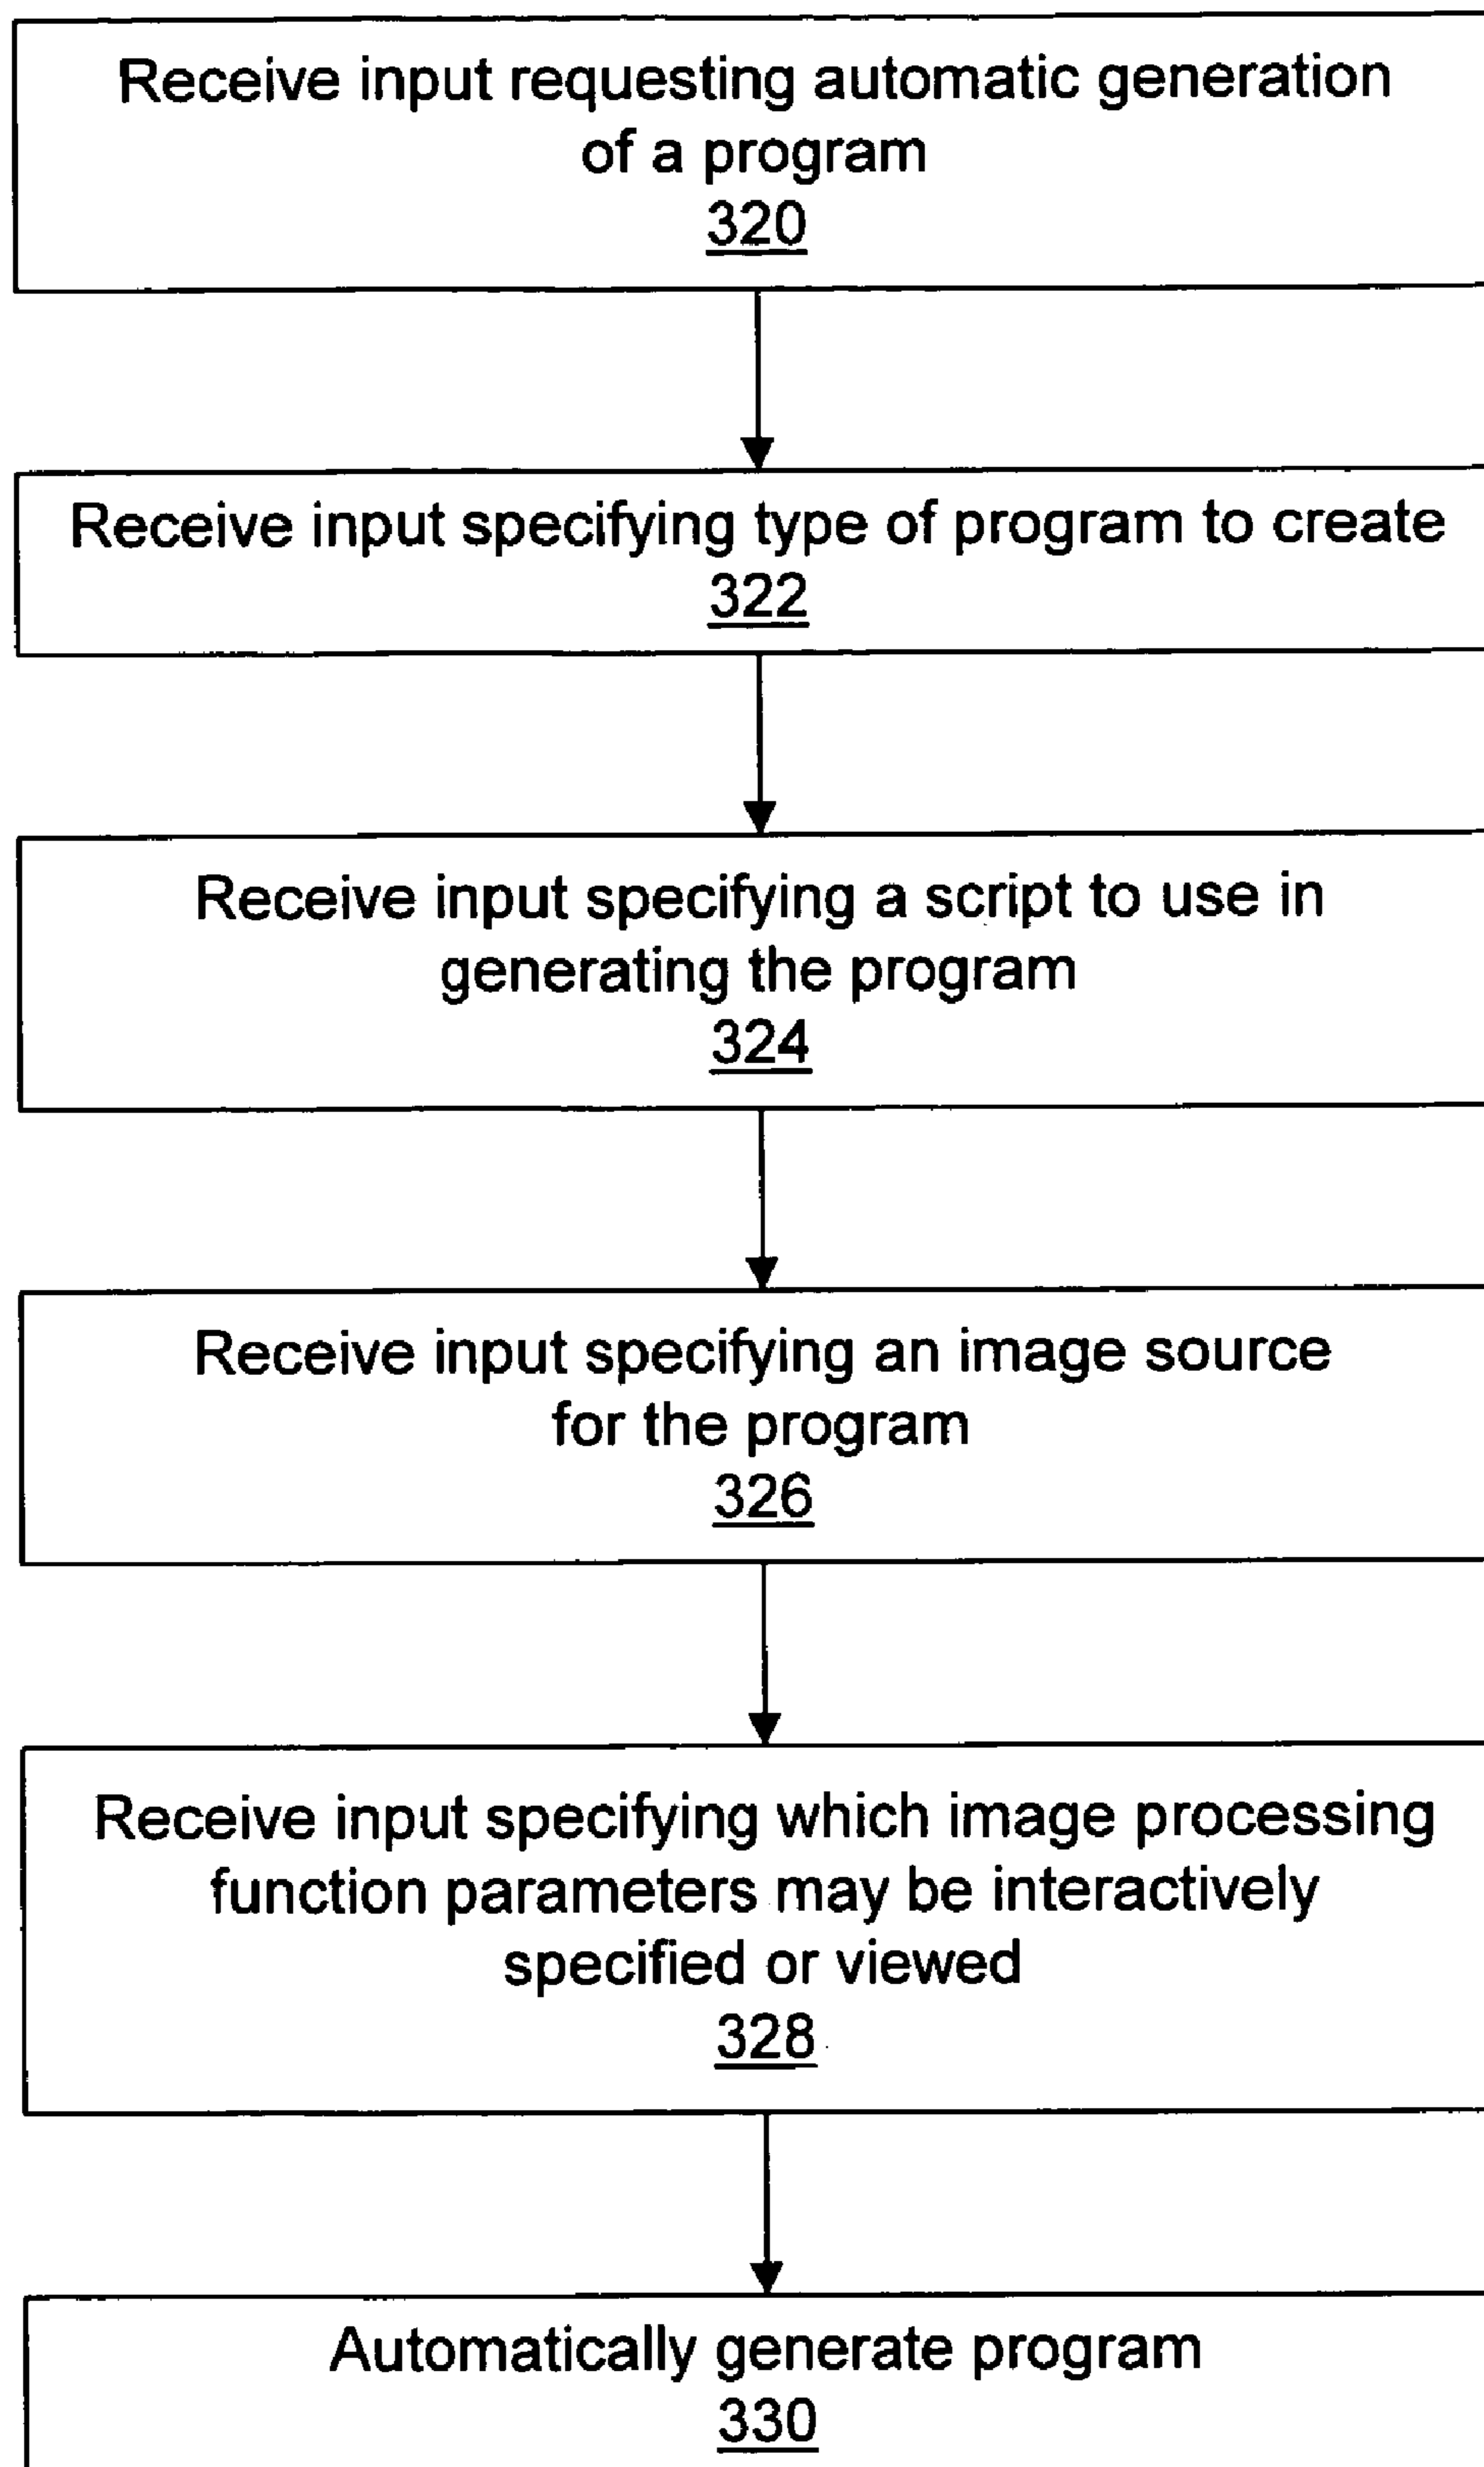 Receive input requesting automatic generation
of a program
320
Receive input specifying type of program to create
322
Receive input specifying a script to use in
generating the program
324
Receive input specifying an image source
for the program
326
Receive input specifying which image processing
function parameters may be interactively
specified or viewed
328
Automatically generate program
330